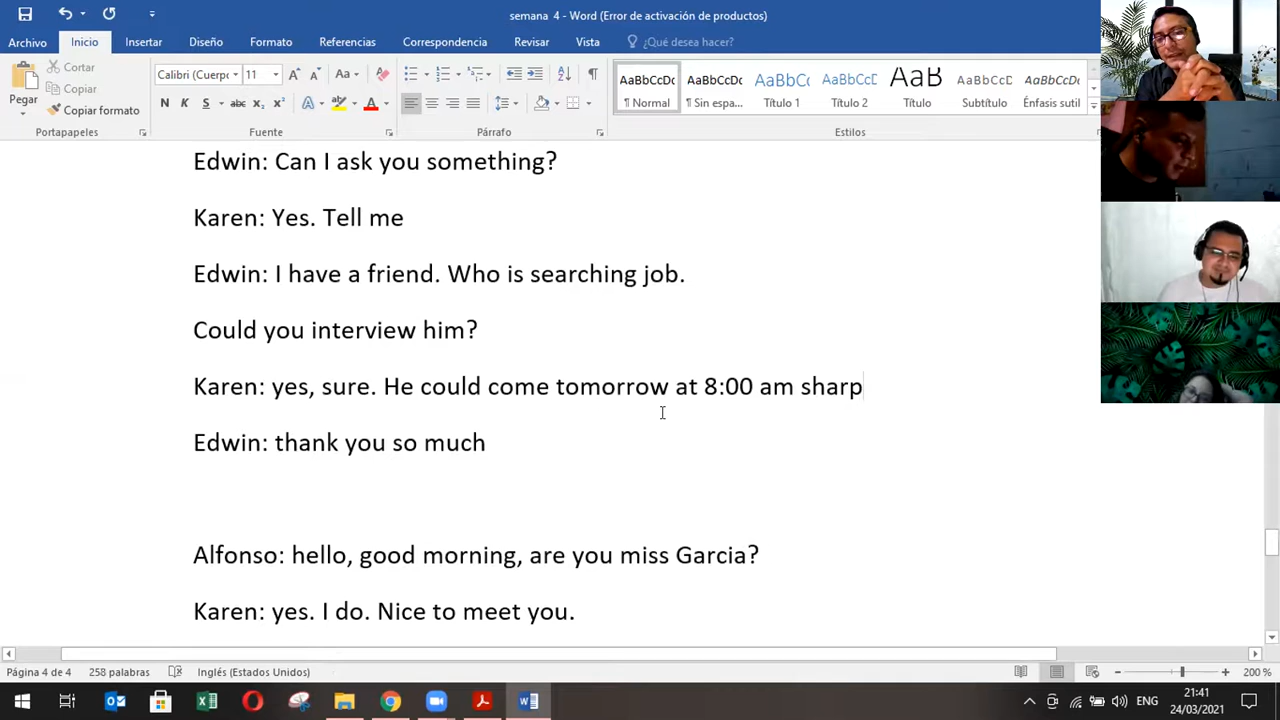 semana 4 - Word (Error de activación de productos)
Archivo Inicio Insertar Diseño Formato Referencias Correspondencia Revisar Vista ¿Qué desea hacer?
Pegar
Cortar
Copiar
Copiar formato
Calibri (Cuerpo 11
N K S abc x₂ x²
AaBbCcDc AaBbCcDc AaBbCc AaBbCcD AaB AaBbCcD AaBbCcDc
¶ Normal ¶ Sin espa... Título 1 Título 2 Título Subtítulo Énfasis sutil
Portapapeles Fuente Párrafo Estilos
Edwin: Can I ask you something?
Karen: Yes. Tell me
Edwin: I have a friend. Who is searching job.
Could you interview him?
Karen: yes, sure. He could come tomorrow at 8:00 am sharp
Edwin: thank you so much
Alfonso: hello, good morning, are you miss Garcia?
Karen: yes. I do. Nice to meet you.
Página 4 de 4 258 palabras Inglés (Estados Unidos) 200 %
ENG
21:41
24/03/2021